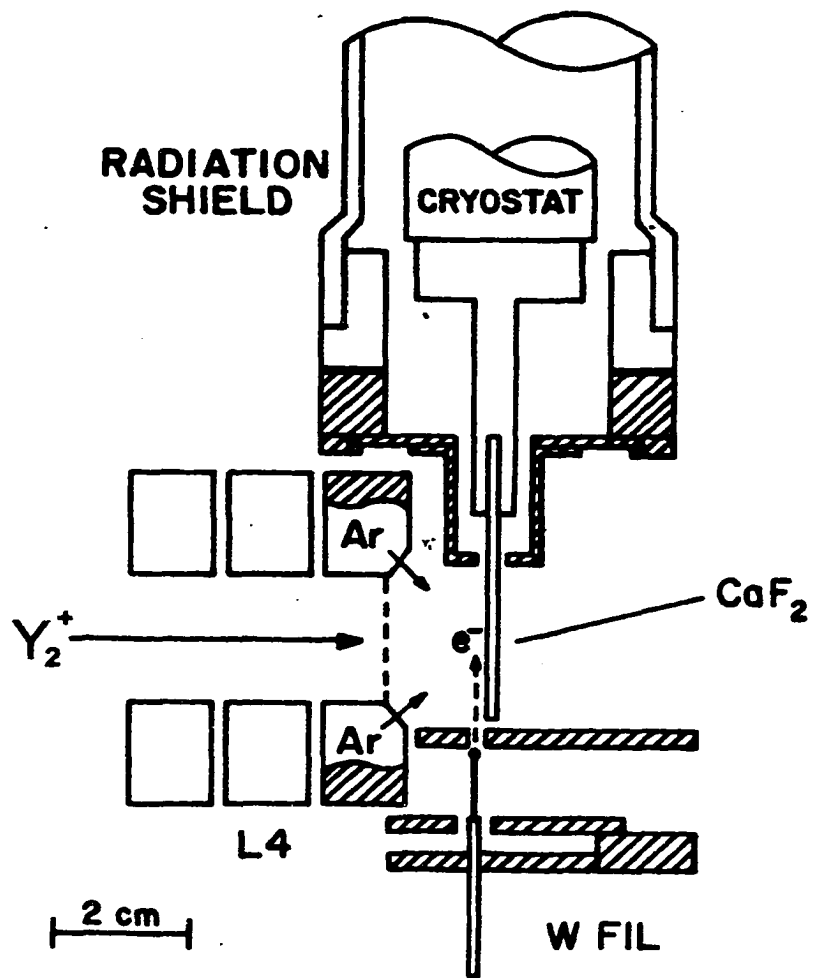 RADIATION
SHIELD
CRYOSTAT
Ar
Y₂⁺
e⁻
CaF₂
Ar
L4
2 cm
W FIL